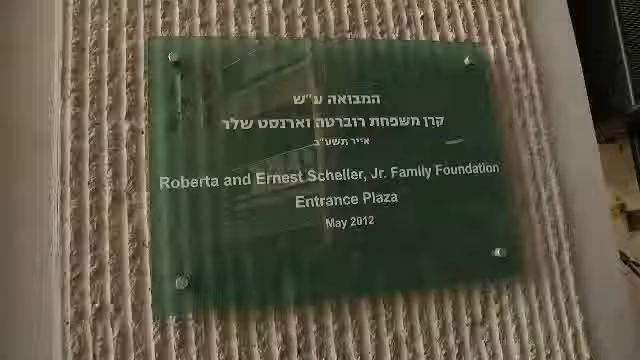 המבואה ע"ש
קרן משפחת רוברטה וארנסט שלר
אייר תשע"ב
Roberta and Ernest Scheller, Jr. Family Foundation
Entrance Plaza
May 2012